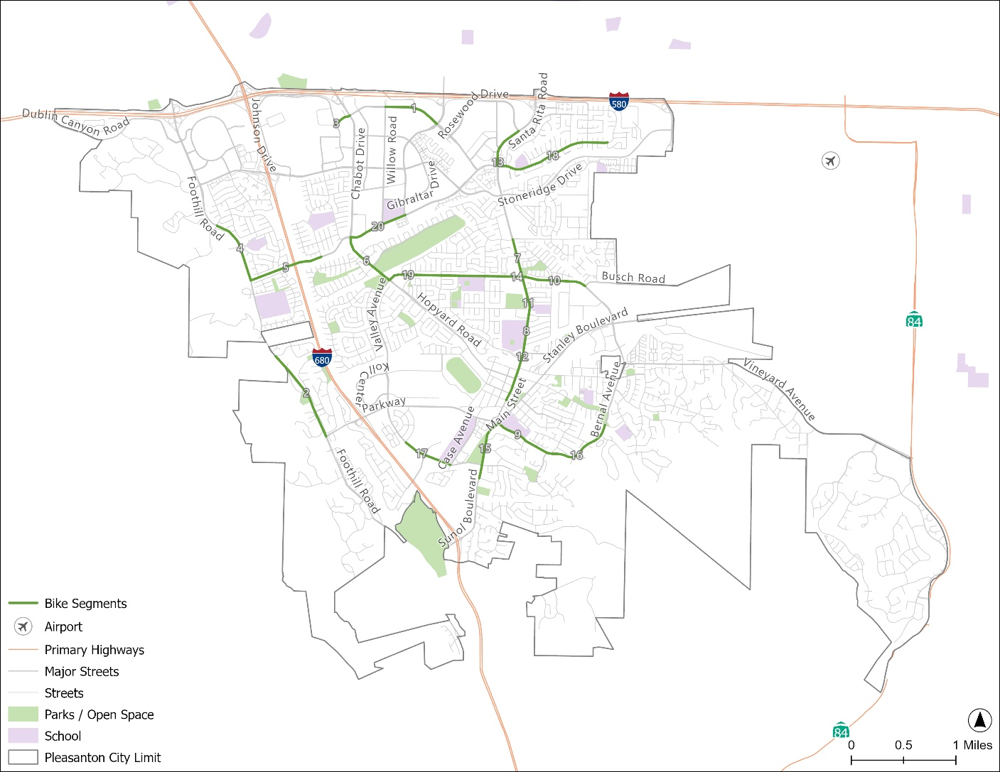 Dublin Canyon Road
Johnson Drive
3
1
Rosewood Drive
Santa Rita Road
580
Chabot Drive
Willow Road
13
18
Foothill Road
Gibraltar Drive
Stoneridge Drive
20
4
5
6
7
19
14
10
Busch Road
Valley Avenue
Hopyard Road
11
8
Stanley Boulevard
84
680
12
Koll Center Parkway
Vineyard Avenue
2
Main Street
Bernal Avenue
Case Avenue
9
17
15
16
Foothill Road
Sunol Boulevard
Bike Segments
Airport
Primary Highways
Major Streets
Streets
Parks / Open Space
School
Pleasanton City Limit
84
0 0.5 1 Miles